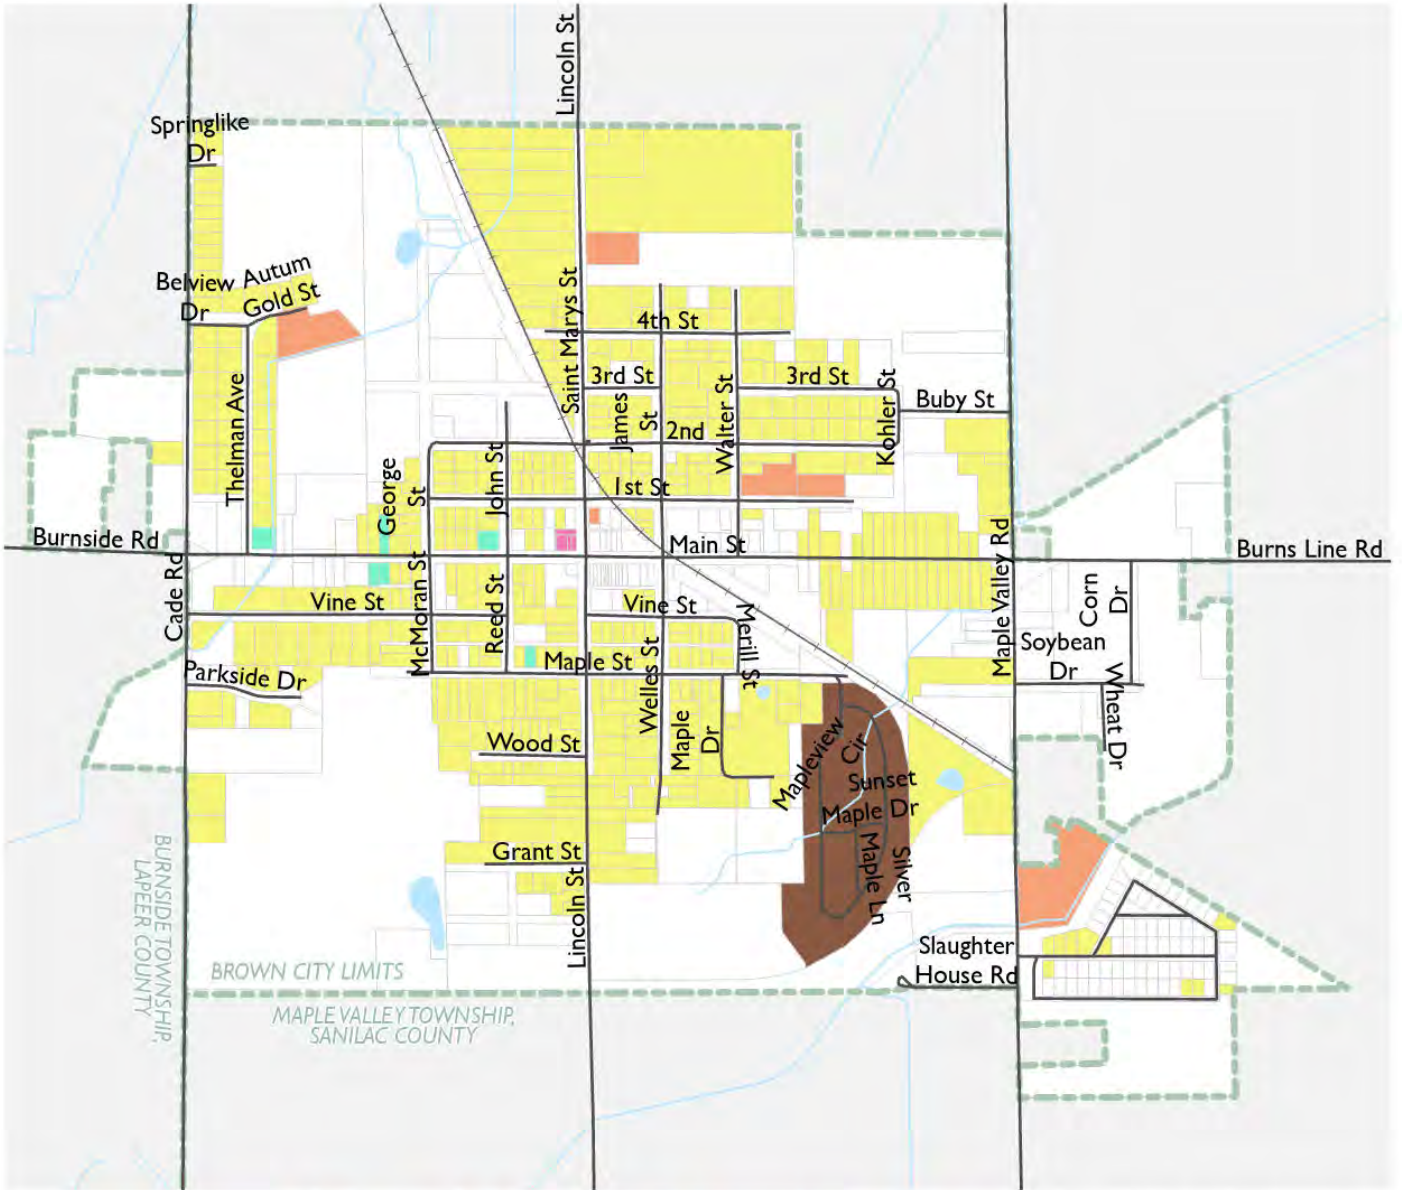 Lincoln St
Springlike
Dr
Belview
Dr
Autum
Gold St
Saint Marys St
4th St
3rd St
3rd St
James
St
Walter St
Kohler St
Buby St
2nd
Thelman Ave
George
St
John St
1st St
Burnside Rd
Main St
Burns Line Rd
Cade Rd
Vine St
McMoran St
Reed St
Vine St
Merill St
Maple Valley Rd
Corn
Dr
Soybean
Dr
Wheat Dr
Parkside Dr
Maple St
Welles St
Maple
Dr
Wood St
Mapleview
Cir
Sunset
Maple Dr
Silver
Maple Ln
Grant St
Lincoln St
Slaughter
House Rd
BURNSIDE TOWNSHIP,
LAPEER COUNTY
BROWN CITY LIMITS
MAPLE VALLEY TOWNSHIP,
SANILAC COUNTY